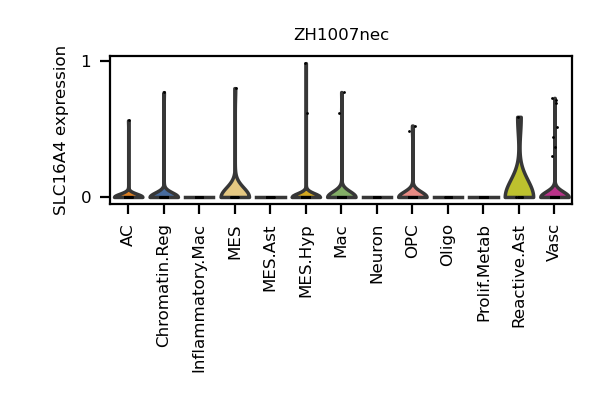 ZH1007nec
SLC16A4 expression
1
0
AC
Chromatin.Reg
Inflammatory.Mac
MES
MES.Ast
MES.Hyp
Mac
Neuron
OPC
Oligo
Prolif.Metab
Reactive.Ast
Vasc